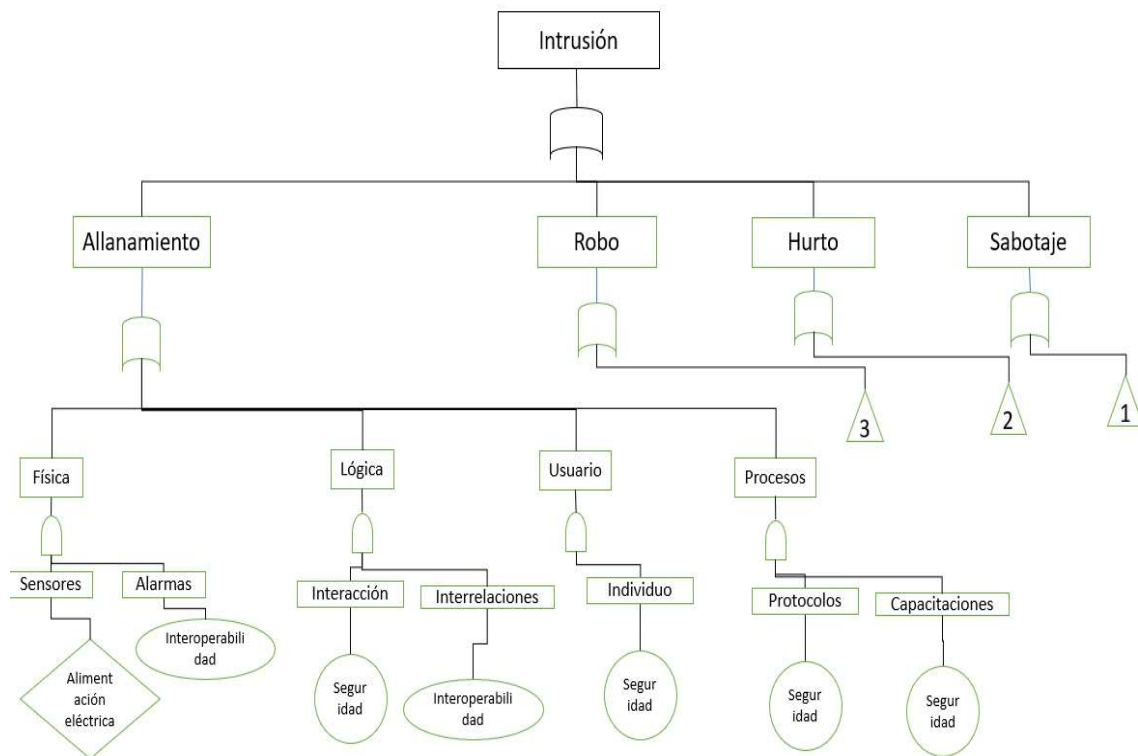 Intrusión
Allanamiento
Robo
Hurto
Sabotaje
3
2
1
Física
Lógica
Usuario
Procesos
Sensores
Alarmas
Interacción
Interrelaciones
Individuo
Protocolos
Capacitaciones
Interoperabili
dad
Aliment
ación
eléctrica
Segur
idad
Interoperabili
dad
Segur
idad
Segur
idad
Segur
idad